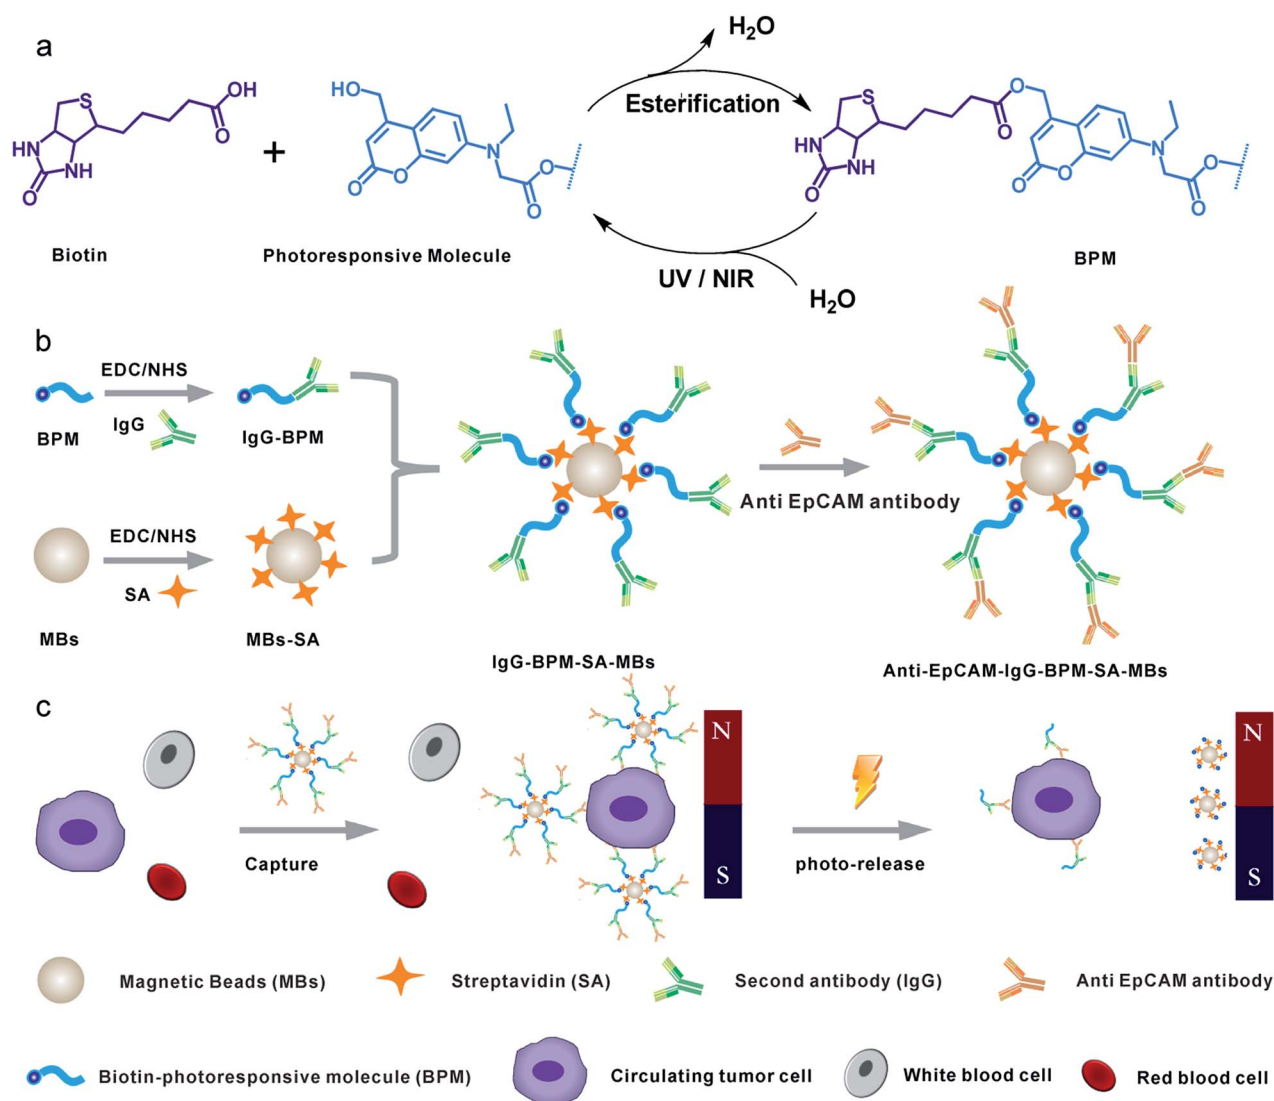 a
H₂O
Esterification
HO
S
OH
O
HN
NH
O
Biotin
+
HO
O
O
N
O
O
Photoresponsive Molecule
UV / NIR
H₂O
S
O
O
HN
NH
O
O
O
N
O
O
BPM
b
EDC/NHS
IgG
BPM
IgG-BPM
EDC/NHS
SA
MBs
MBs-SA
IgG-BPM-SA-MBs
Anti EpCAM antibody
Anti-EpCAM-IgG-BPM-SA-MBs
c
Capture
N
S
photo-release
N
S
Magnetic Beads (MBs)
Streptavidin (SA)
Second antibody (IgG)
Anti EpCAM antibody
Biotin-photoresponsive molecule (BPM)
Circulating tumor cell
White blood cell
Red blood cell